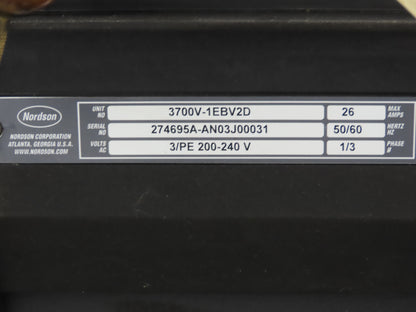 Nordson
NORDSON CORPORATION
ATLANTA, GEORGIA U.S.A.
WWW.NORDSON.COM
UNIT NO 3700V-1EBV2D 26 MAX AMPS
SERIAL NO 274695A-AN03J00031 50/60 HERTZ HZ
VOLTS AC 3/PE 200-240 V 1/3 PHASE